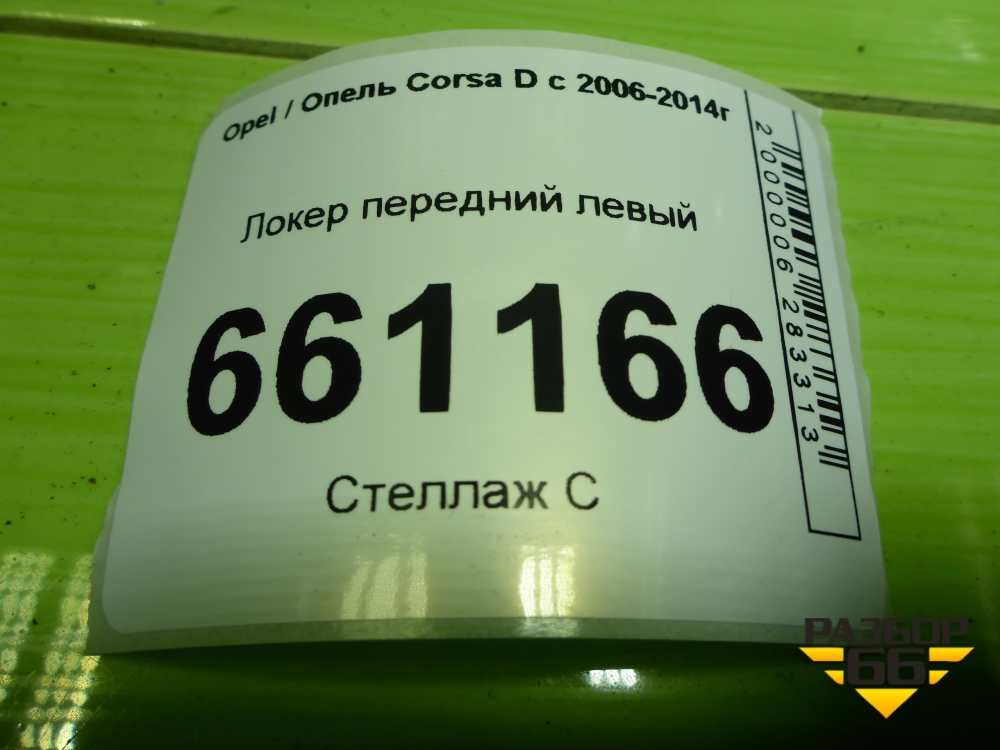 Opel / Опель Corsa D с 2006-2014г
Локер передний левый
661166
Стеллаж С
2000006283313
РАЗБОР
66